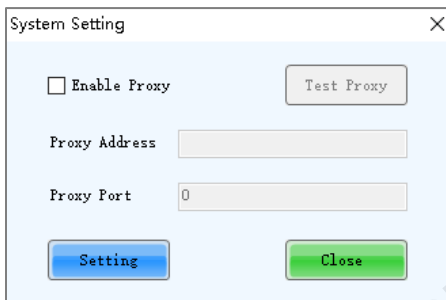 System Setting
Enable Proxy
Test Proxy
Proxy Address
Proxy Port
0
Setting
Close